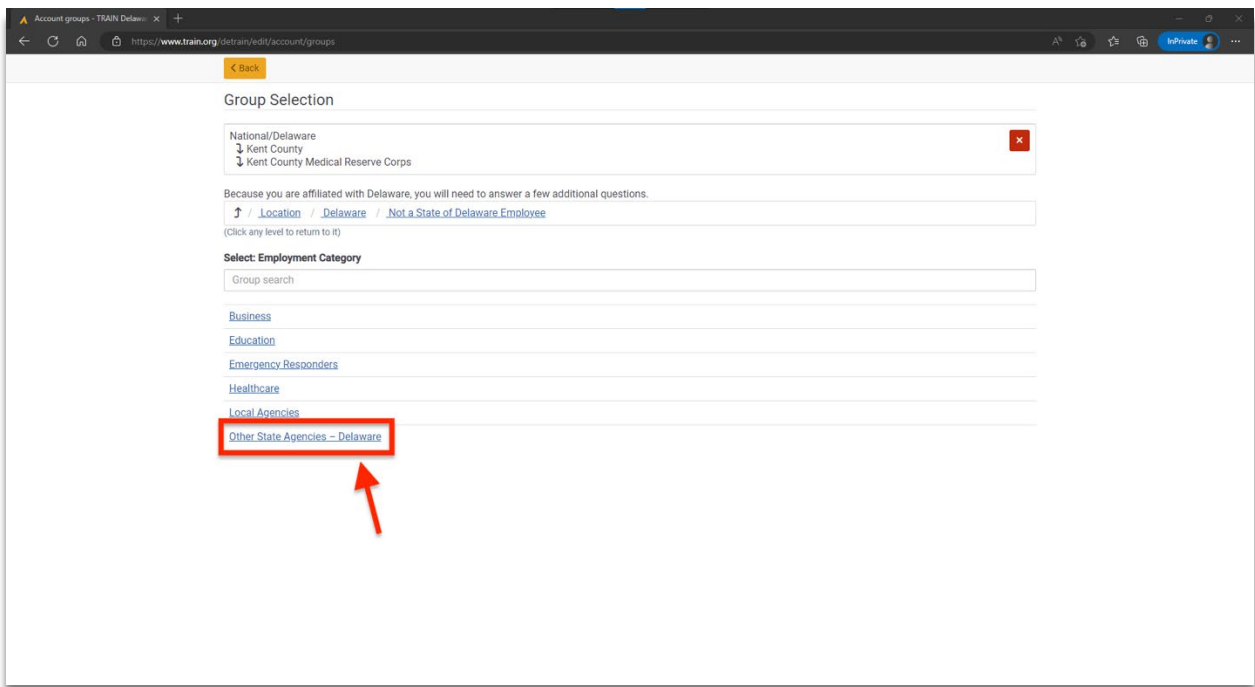 Account groups - TRAIN Delaw
https://www.train.org/detrain/edit/account/groups
InPrivate
Back
Group Selection
National/Delaware
Kent County
Kent County Medical Reserve Corps
Because you are affiliated with Delaware, you will need to answer a few additional questions.
/ Location / Delaware / Not a State of Delaware Employee
(Click any level to return to it)
Select: Employment Category
Group search
Business
Education
Emergency Responders
Healthcare
Local Agencies
Other State Agencies – Delaware